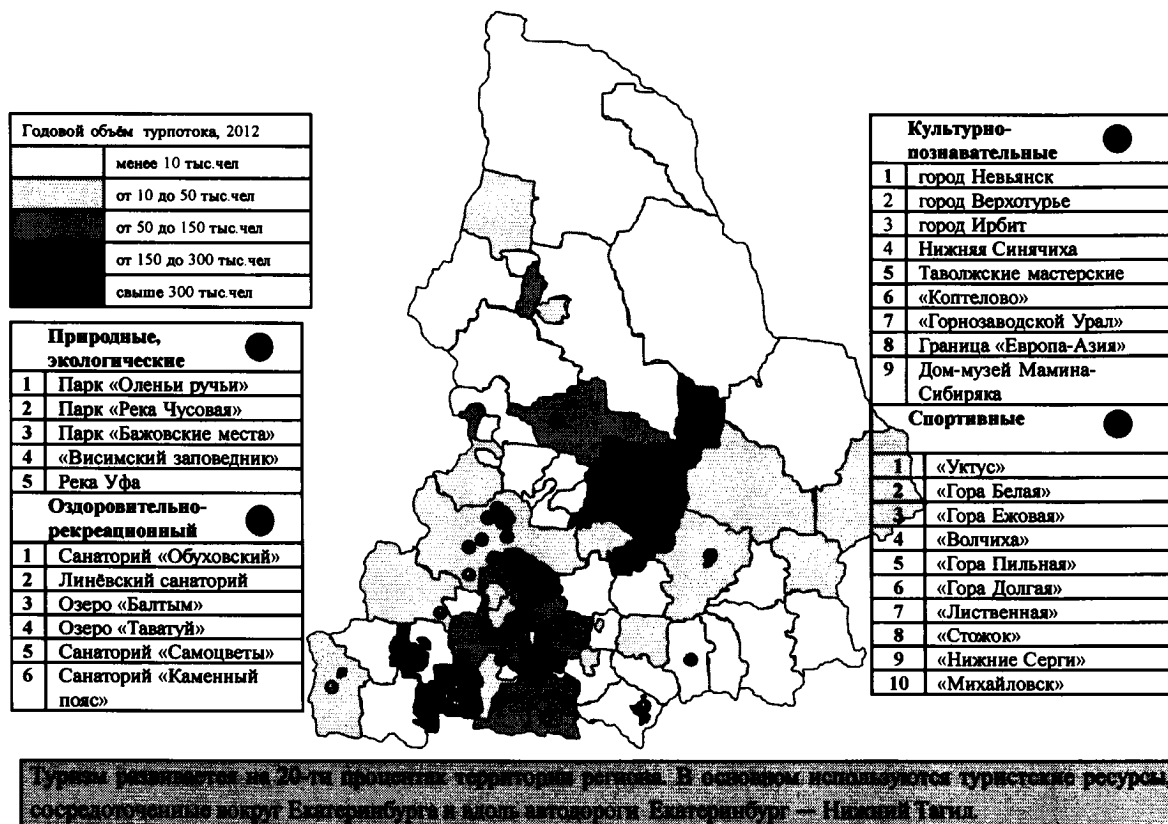 Годовой объём турпотока, 2012
менее 10 тыс.чел
от 10 до 50 тыс.чел
от 50 до 150 тыс.чел
от 150 до 300 тыс.чел
свыше 300 тыс.чел
Природные,
экологические
1 Парк «Оленьи ручьи»
2 Парк «Река Чусовая»
3 Парк «Бажовские места»
4 «Висимский заповедник»
5 Река Уфа
Оздоровительно-
рекреационный
1 Санаторий «Обуховский»
2 Линёвский санаторий
3 Озеро «Балтым»
4 Озеро «Таватуй»
5 Санаторий «Самоцветы»
6 Санаторий «Каменный
пояс»
Культурно-
познавательные
1 город Невьянск
2 город Верхотурье
3 город Ирбит
4 Нижняя Синячиха
5 Таволжские мастерские
6 «Коптелово»
7 «Горнозаводской Урал»
8 Граница «Европа-Азия»
9 Дом-музей Мамина-
Сибиряка
Спортивные
1 «Уктус»
2 «Гора Белая»
3 «Гора Ежовая»
4 «Волчиха»
5 «Гора Пильная»
6 «Гора Долгая»
7 «Лиственная»
8 «Стожок»
9 «Нижние Серги»
10 «Михайловск»
Туризм развивается на 20-ти процентах территории региона. В основном используются туристские ресурсы,
сосредоточенные вокруг Екатеринбурга и вдоль автодороги Екатеринбург — Нижний Тагил.